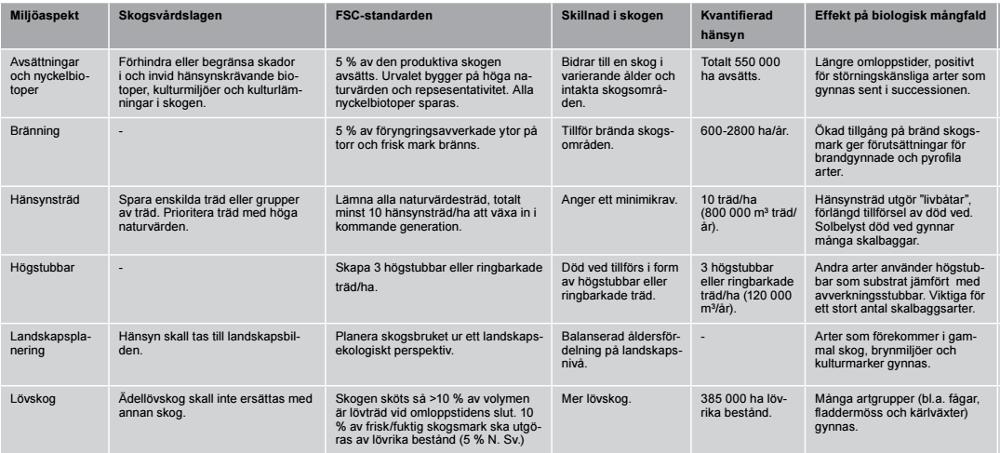 Miljöaspekt
Skogsvårdslagen
FSC-standarden
Skillnad i skogen
Kvantifierad
hänsyn
Effekt på biologisk mångfald
Avsättningar
och nyckelbio-
toper
Förhindra eller begränsa skador
i och invid hänsynskrävande bio-
toper, kulturmiljöer och kulturläm-
ningar i skogen.
5 % av den produktiva skogen
avsätts. Urvalet bygger på höga na-
turvärden och repsesentativitet. Alla
nyckelbiotoper sparas.
Bidrar till en skog i
varierande ålder och
intakta skogsområ-
den.
Totalt 550 000
ha avsätts.
Längre omloppstider, positivt
för störningskänsliga arter som
gynnas sent i successionen.
Bränning
-
5 % av föryngringsavverkade ytor på
torr och frisk mark bränns.
Tillför brända skogs-
områden.
600-2800 ha/år.
Ökad tillgång på bränd skogs-
mark ger förutsättningar för
brandgynnade och pyrofila
arter.
Hänsynsträd
Spara enskilda träd eller grupper
av träd. Prioritera träd med höga
naturvärden.
Lämna alla naturvärdesträd, totalt
minst 10 hänsynsträd/ha att växa in i
kommande generation.
Anger ett minimikrav.
10 träd/ha
(800 000 m³ träd/
år).
Hänsynsträd utgör ”livbåtar”,
förlängd tillförsel av död ved.
Solbelyst död ved gynnar
många skalbaggar.
Högstubbar
-
Skapa 3 högstubbar eller ringbarkade
träd/ha.
Död ved tillförs i form
av högstubbar eller
ringbarkade träd.
3 högstubbar
eller ringbarkade
träd/ha (120 000
m³/år).
Andra arter använder högstub-
bar som substrat jämfört med
avverkningsstubbar. Viktiga för
ett stort antal skalbaggsarter.
Landskapspla-
nering
Hänsyn skall tas till landskapsbil-
den.
Planera skogsbruket ur ett landskaps-
ekologiskt perspektiv.
Balanserad åldersför-
delning på landskaps-
nivå.
-
Arter som förekommer i gam-
mal skog, brynmiljöer och
kulturmarker gynnas.
Lövskog
Ädellövskog skall inte ersättas med
annan skog.
Skogen sköts så >10 % av volymen
är lövträd vid omloppstidens slut. 10
% av frisk/fuktig skogsmark ska utgö-
ras av lövrika bestånd (5 % N. Sv.)
Mer lövskog.
385 000 ha löv-
rika bestånd.
Många artgrupper (bl.a. fågar,
fladdermöss och kärlväxter)
gynnas.